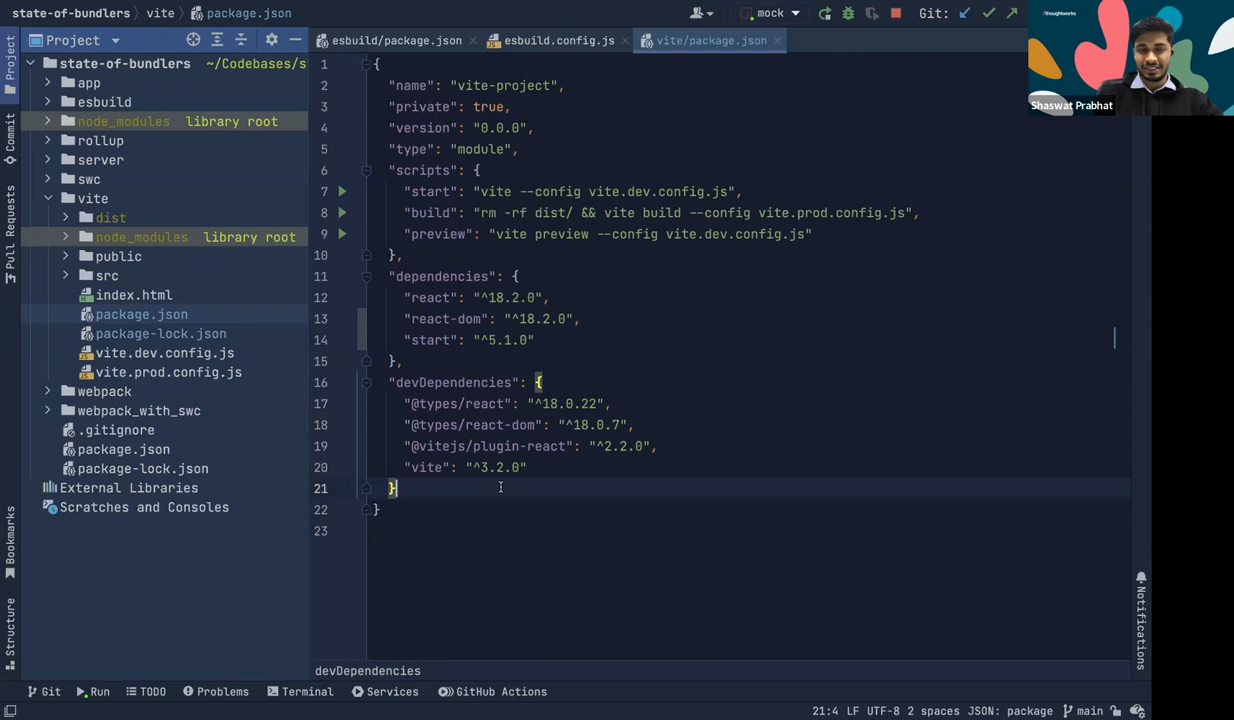 state-of-bundlers > vite > package.json
mock
Git:
/thoughtworks
Shaswat Prabhat
Project
esbuild/package.json
esbuild.config.js
vite/package.json
Project
Commit
Pull Requests
Bookmarks
Structure
state-of-bundlers ~/Codebases/s
app
esbuild
node_modules library root
rollup
server
swc
vite
dist
node_modules library root
public
src
index.html
package.json
package-lock.json
vite.dev.config.js
vite.prod.config.js
webpack
webpack_with_swc
.gitignore
package.json
package-lock.json
External Libraries
Scratches and Consoles
1 {
2 "name": "vite-project",
3 "private": true,
4 "version": "0.0.0",
5 "type": "module",
6 "scripts": {
7 "start": "vite --config vite.dev.config.js",
8 "build": "rm -rf dist/ && vite build --config vite.prod.config.js",
9 "preview": "vite preview --config vite.dev.config.js"
10 },
11 "dependencies": {
12 "react": "^18.2.0",
13 "react-dom": "^18.2.0",
14 "start": "^5.1.0"
15 },
16 "devDependencies": {
17 "@types/react": "^18.0.22",
18 "@types/react-dom": "^18.0.7",
19 "@vitejs/plugin-react": "^2.2.0",
20 "vite": "^3.2.0"
21 }
22 }
23
Notifications
devDependencies
Git Run TODO Problems Terminal Services GitHub Actions
21:4 LF UTF-8 2 spaces JSON: package main